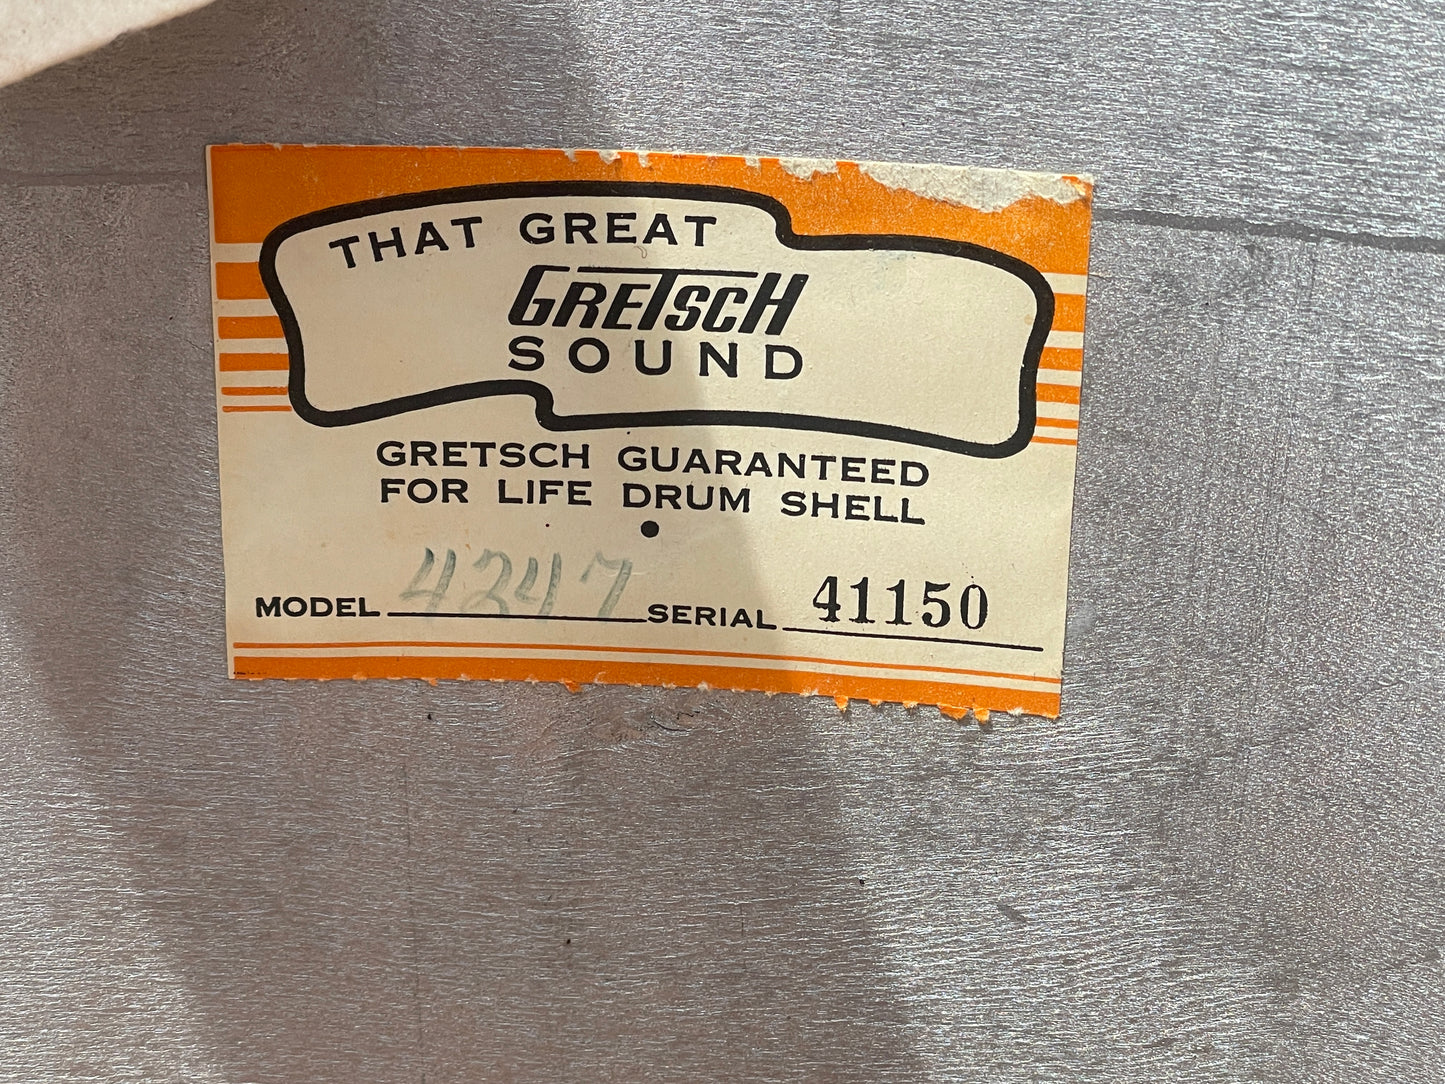 THAT GREAT
GRETSCH
SOUND
GRETSCH GUARANTEED
FOR LIFE DRUM SHELL
MODEL 4247 SERIAL 41150